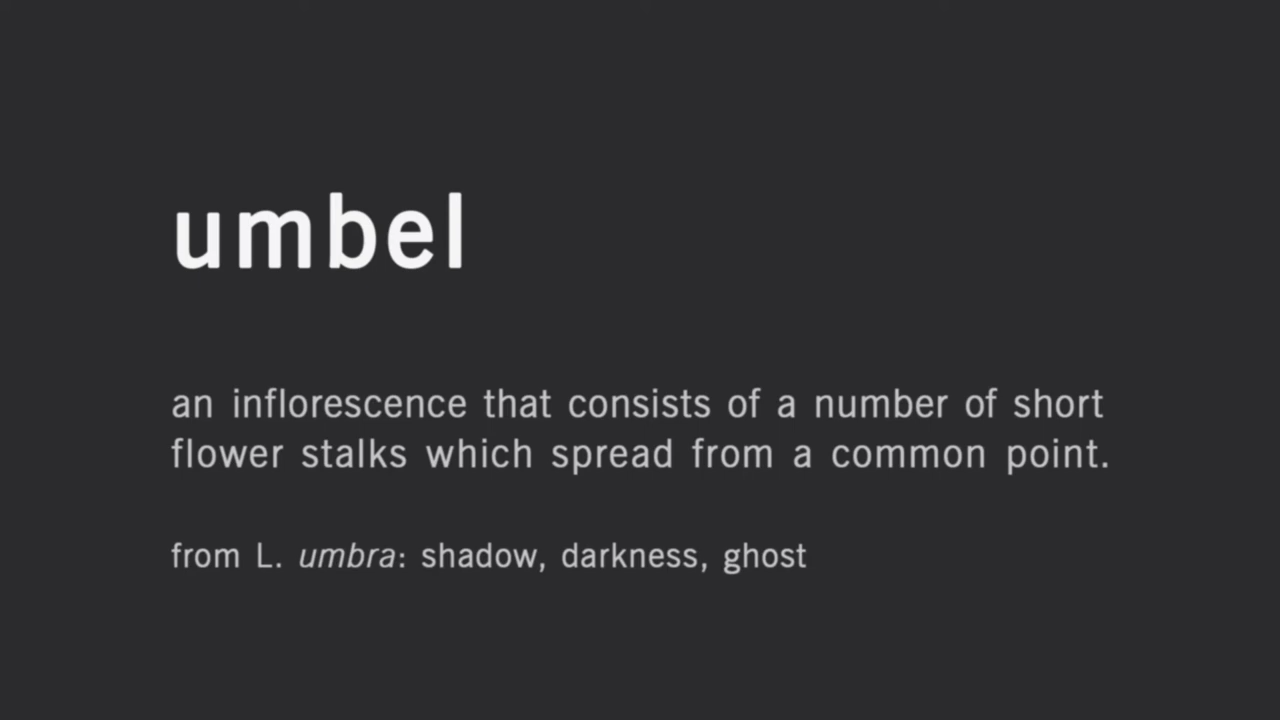 umbel
an inflorescence that consists of a number of short
flower stalks which spread from a common point.
from L. umbra: shadow, darkness, ghost